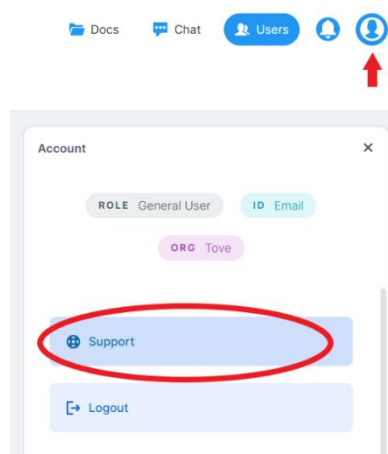 Docs Chat Users
Account ×
ROLE General User ID Email
ORG Tove
Support
Logout